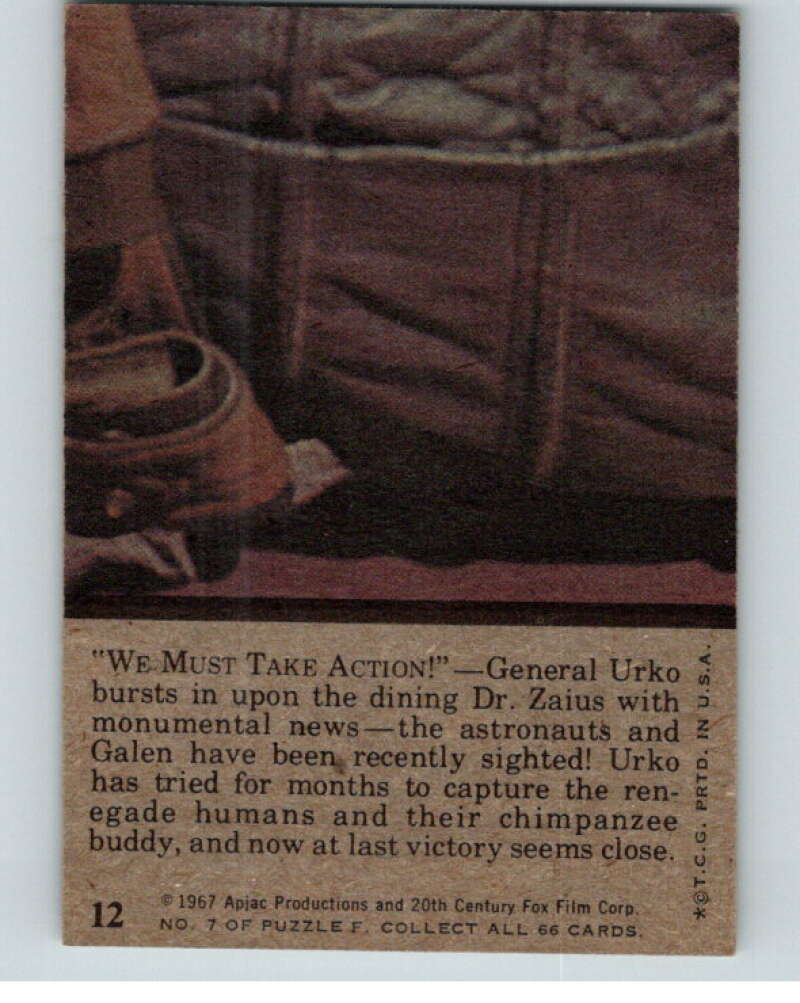 "WE MUST TAKE ACTION!"—General Urko
bursts in upon the dining Dr. Zaius with
monumental news—the astronauts and
Galen have been recently sighted! Urko
has tried for months to capture the ren-
egade humans and their chimpanzee
buddy, and now at last victory seems close.
12
© 1967 Apjac Productions and 20th Century Fox Film Corp.
NO. 7 OF PUZZLE F. COLLECT ALL 66 CARDS.
*©T.C.G. PRTD. IN U.S.A.